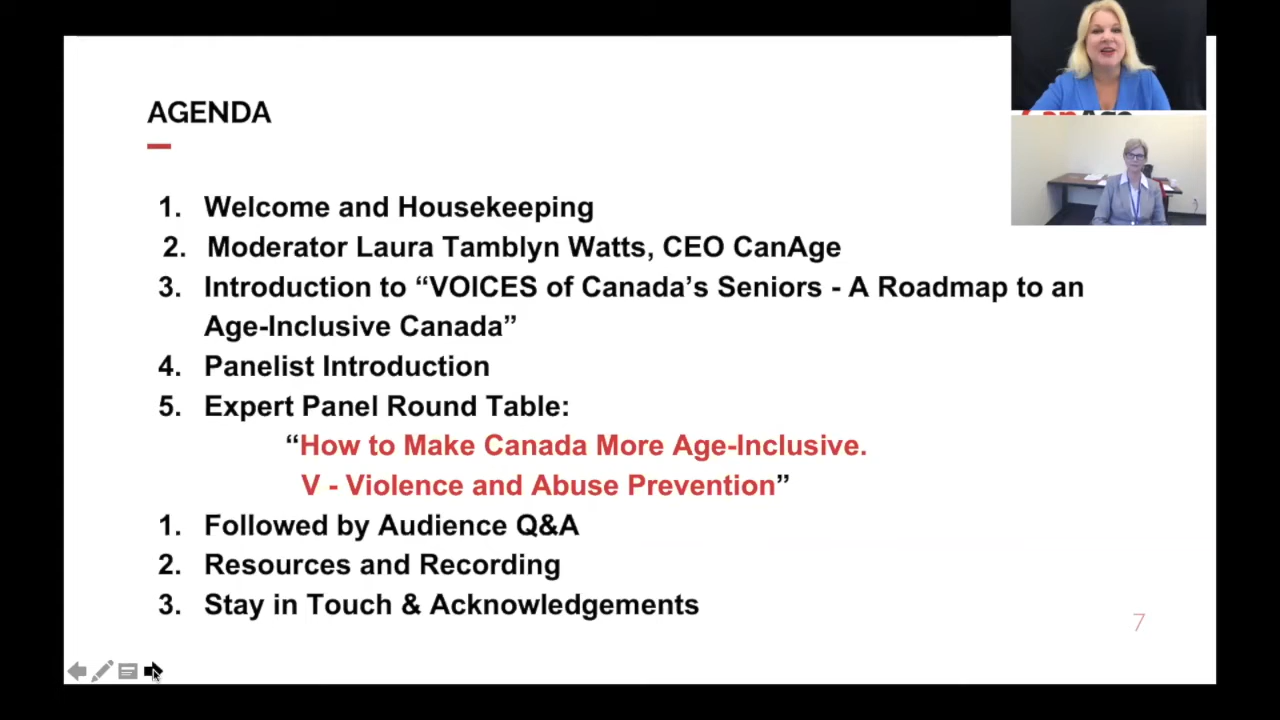 AGENDA
1. Welcome and Housekeeping
2. Moderator Laura Tamblyn Watts, CEO CanAge
3. Introduction to “VOICES of Canada’s Seniors - A Roadmap to an
Age-Inclusive Canada”
4. Panelist Introduction
5. Expert Panel Round Table:
“How to Make Canada More Age-Inclusive.
V - Violence and Abuse Prevention”
1. Followed by Audience Q&A
2. Resources and Recording
3. Stay in Touch & Acknowledgements
7